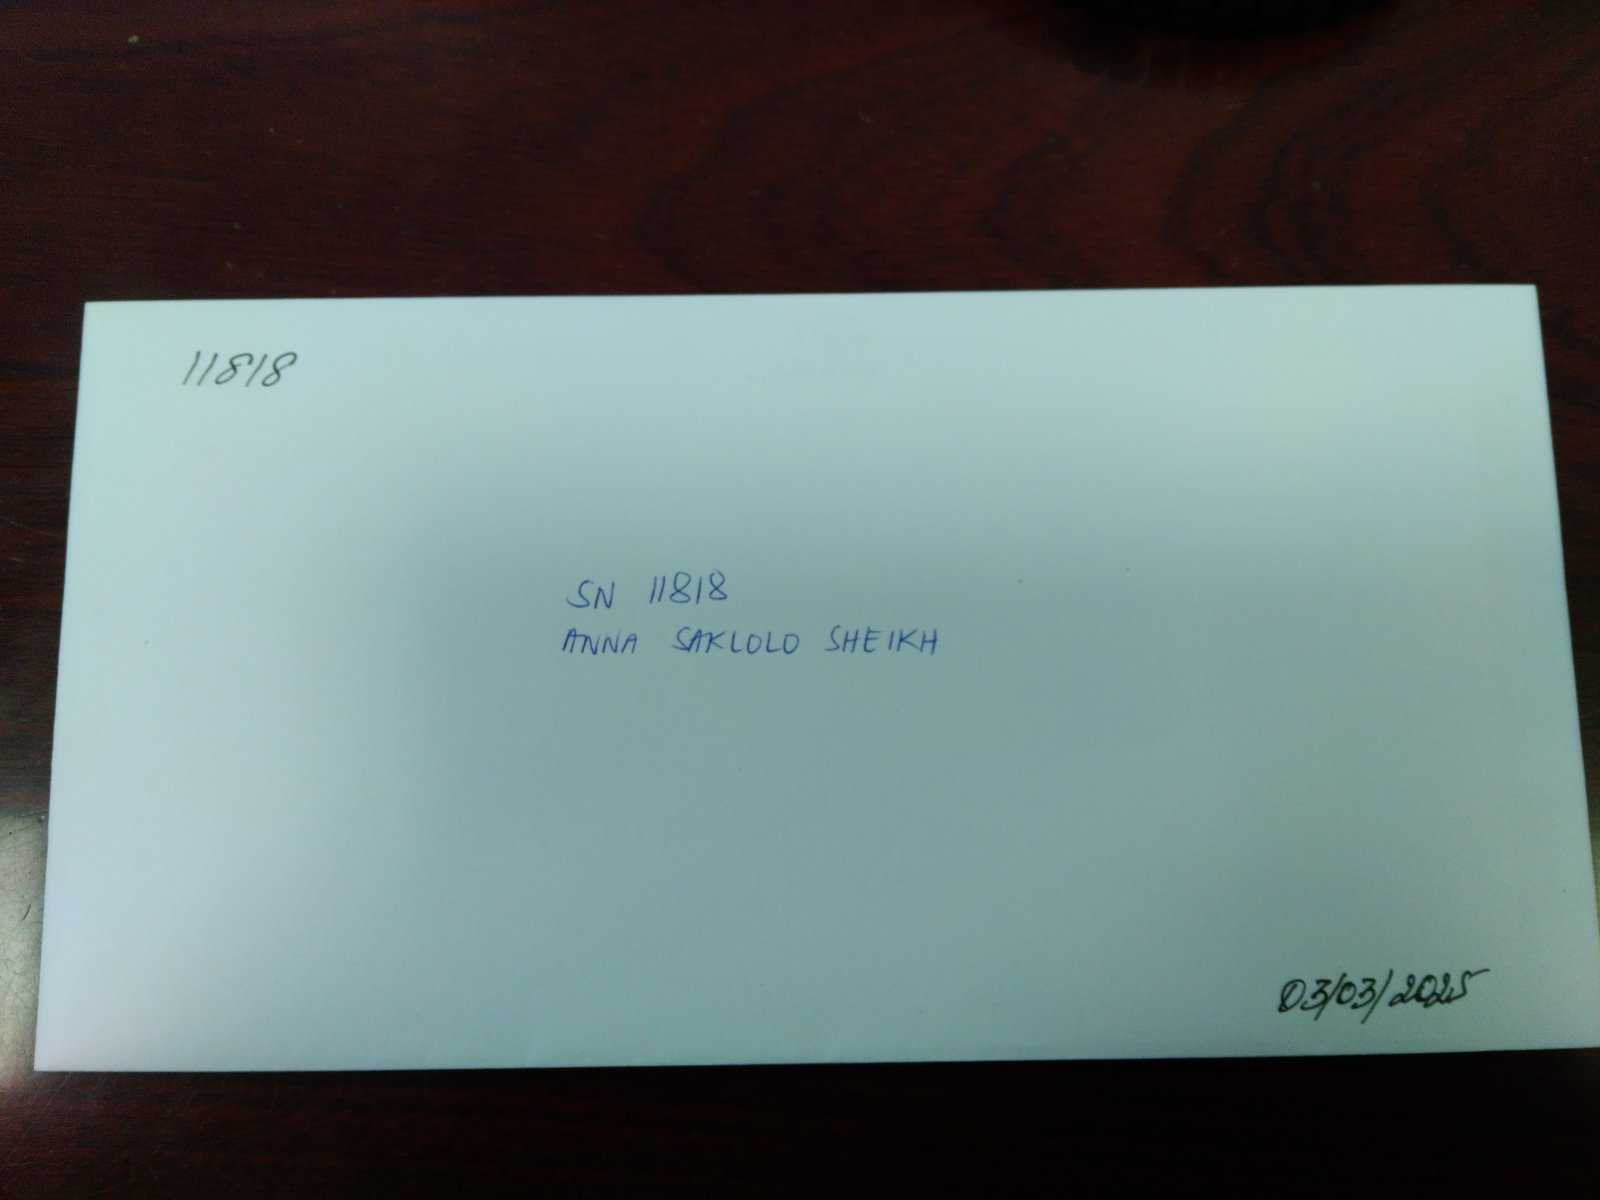 11818
SN 11818
ANNA SAKLOLO SHEIKH
03/03/2025